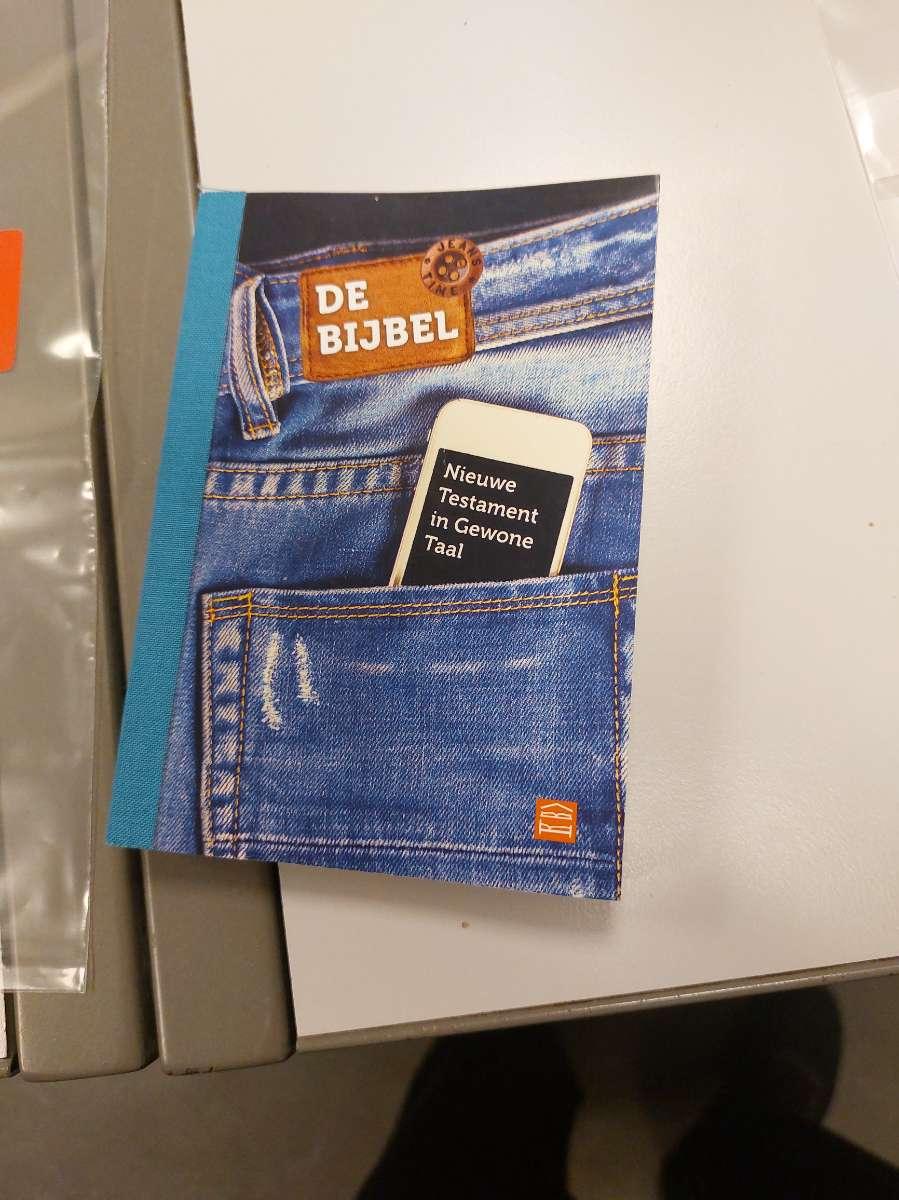 JEANS
TIME
DE
BIJBEL
Nieuwe
Testament
in Gewone
Taal